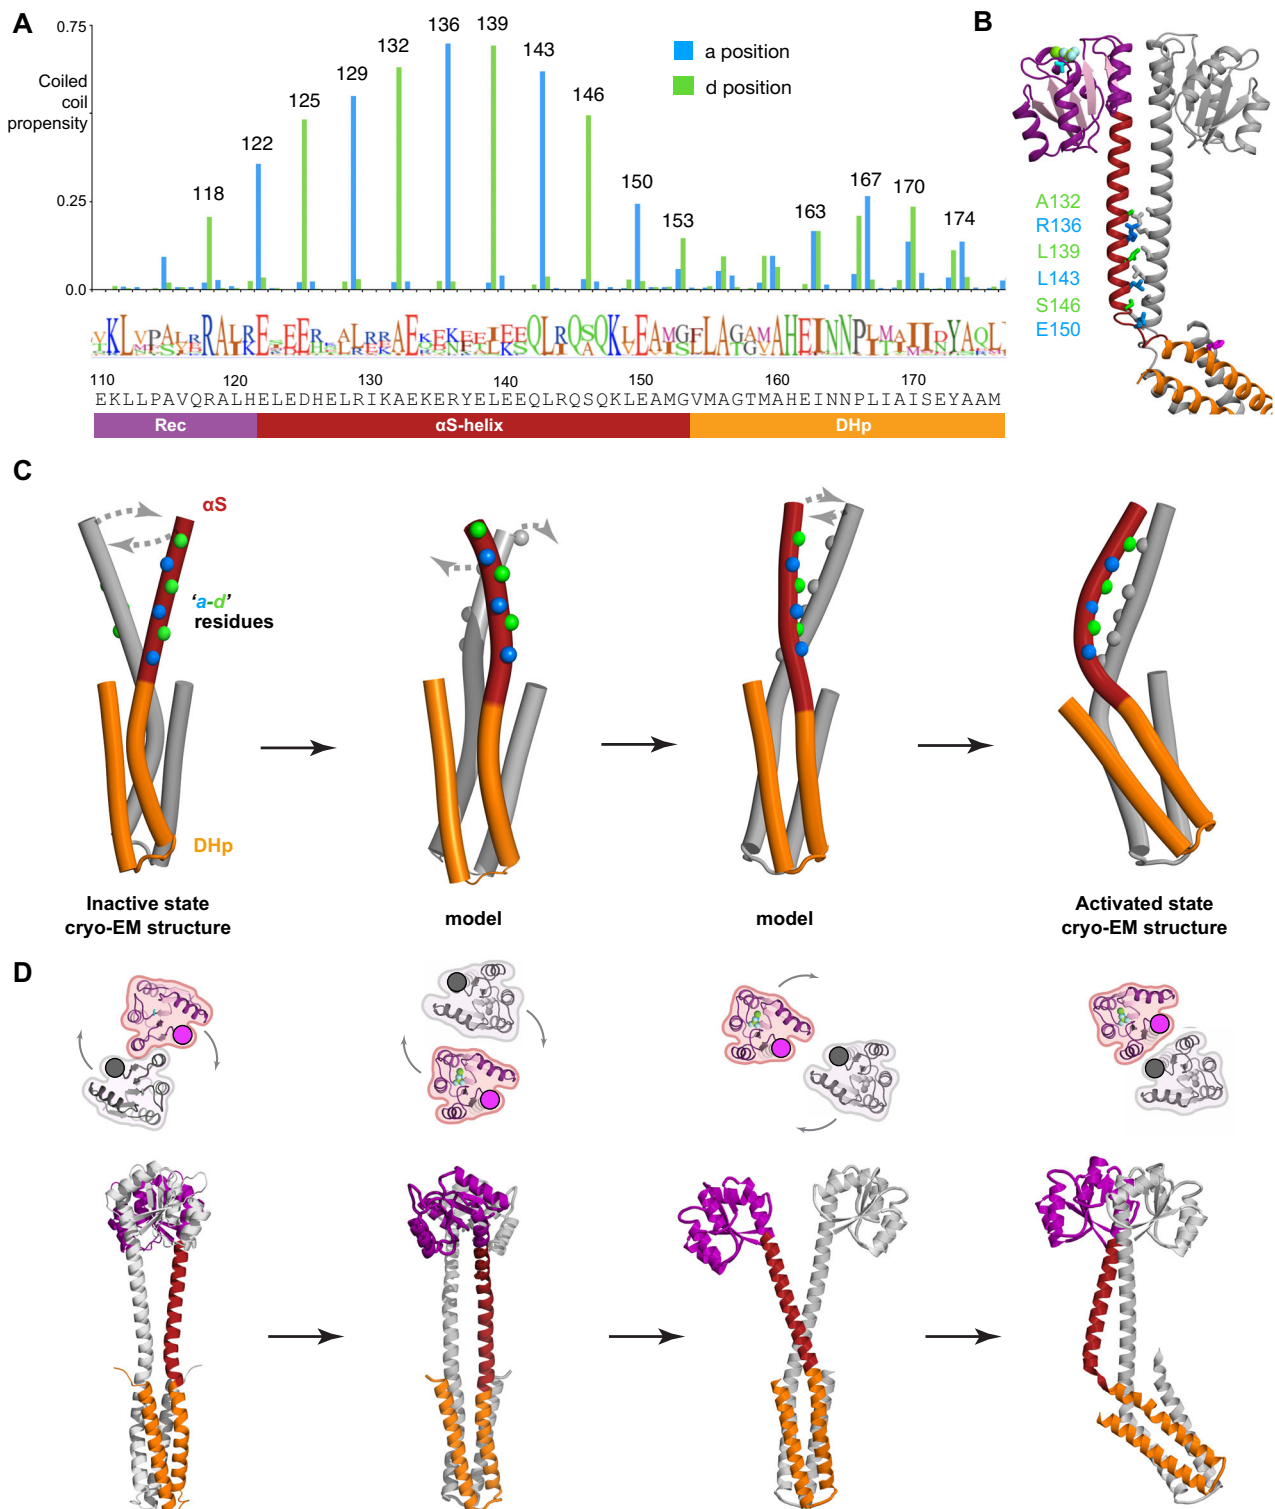 A
0.75
Coiled
coil
propensity
0.25
0.0
118
122
125
129
132
136
139
143
146
150
153
163
167
170
174
a position
d position
110 120 130 140 150 160 170
EKLLPAVQRALHELEDHELRIKAEKERYELEEQLRQSQKLEAMGVMAGTMAHEINNPLIAISEYAAM
Rec αS-helix DHp
B
A132
R136
L139
L143
S146
E150
C
αS
‘a-d’
residues
DHp
Inactive state
cryo-EM structure
model
model
Activated state
cryo-EM structure
D